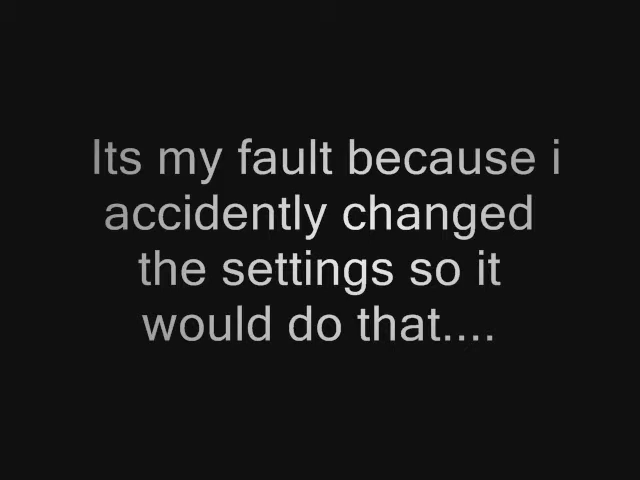 Its my fault because i
accidently changed
the settings so it
would do that....